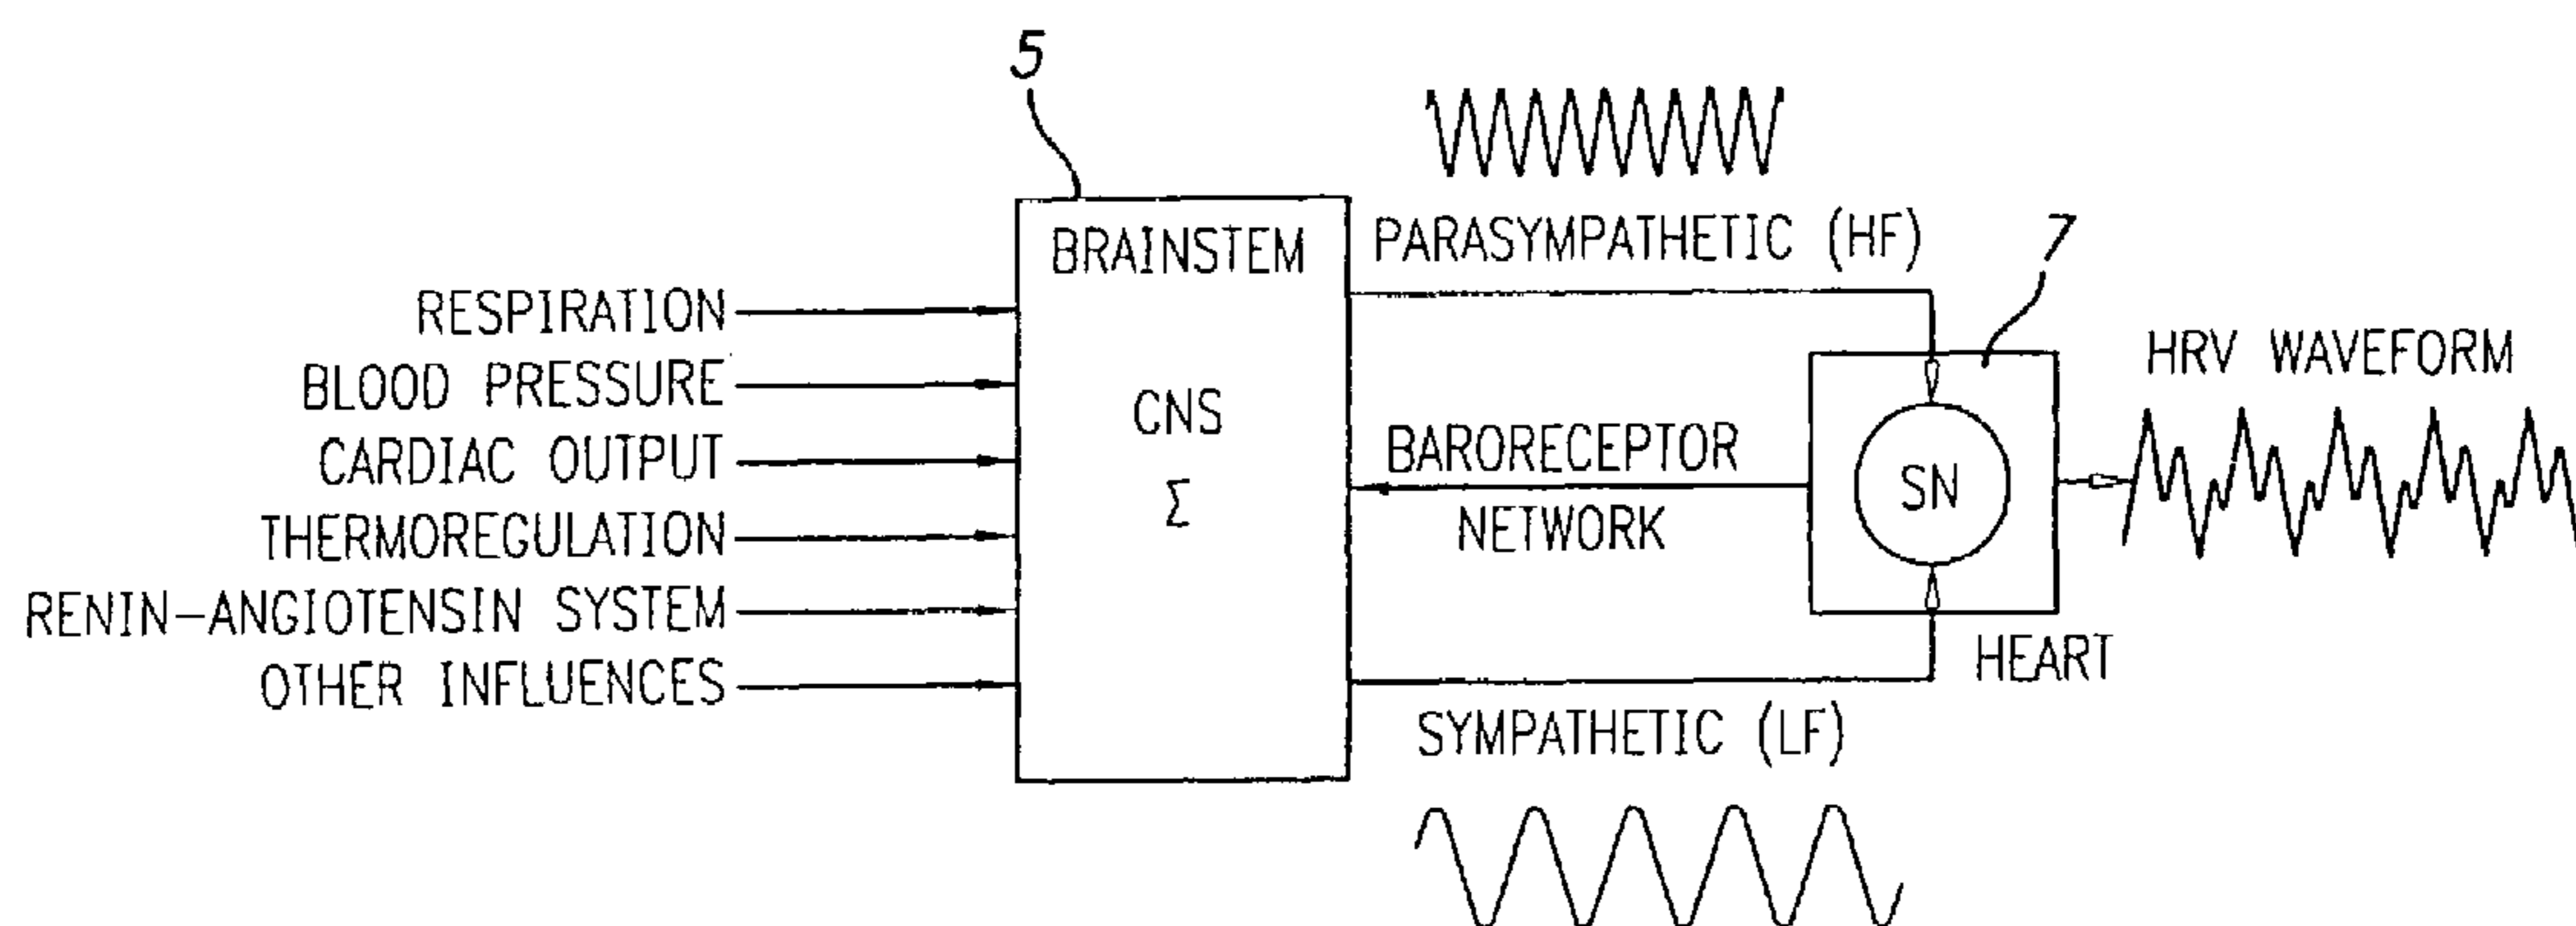 5
BRAINSTEM
CNS
Σ
RESPIRATION
BLOOD PRESSURE
CARDIAC OUTPUT
THERMOREGULATION
RENIN-ANGIOTENSIN SYSTEM
OTHER INFLUENCES
PARASYMPATHETIC (HF)
BARORECEPTOR
NETWORK
SYMPATHETIC (LF)
7
SN
HEART
HRV WAVEFORM